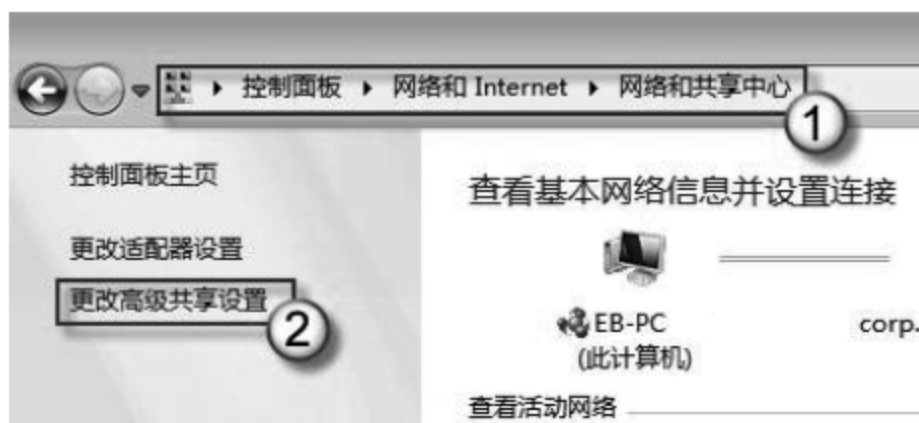 控制面板 ▸ 网络和 Internet ▸ 网络和共享中心
1
控制面板主页
更改适配器设置
更改高级共享设置
2
查看基本网络信息并设置连接
EB-PC
(此计算机)
corp.
查看活动网络